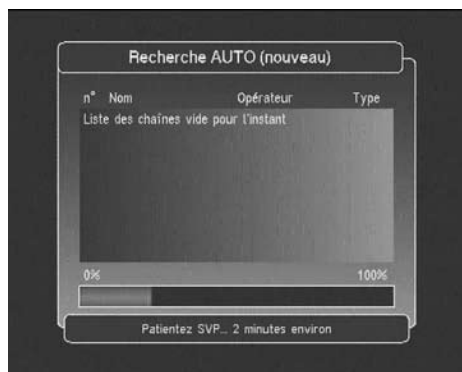 Recherche AUTO (nouveau)
n° Nom Opérateur Type
Liste des chaînes vide pour l'instant
0% 100%
Patientez SVP... 2 minutes environ